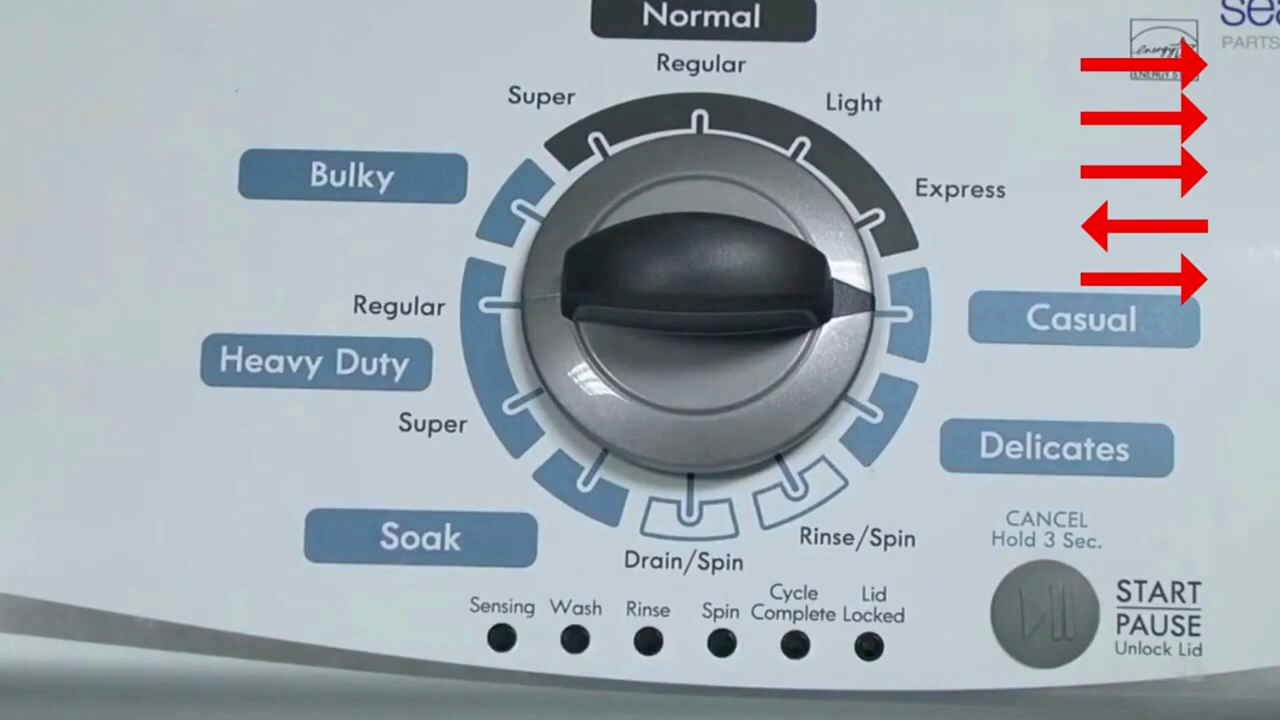 Normal
Regular
Super
Light
Bulky
Express
Regular
Casual
Heavy Duty
Super
Delicates
Soak
Rinse/Spin
Drain/Spin
CANCEL
Hold 3 Sec.
Sensing
Wash
Rinse
Spin
Cycle
Complete
Lid
Locked
START
PAUSE
Unlock Lid
PARTS
energy